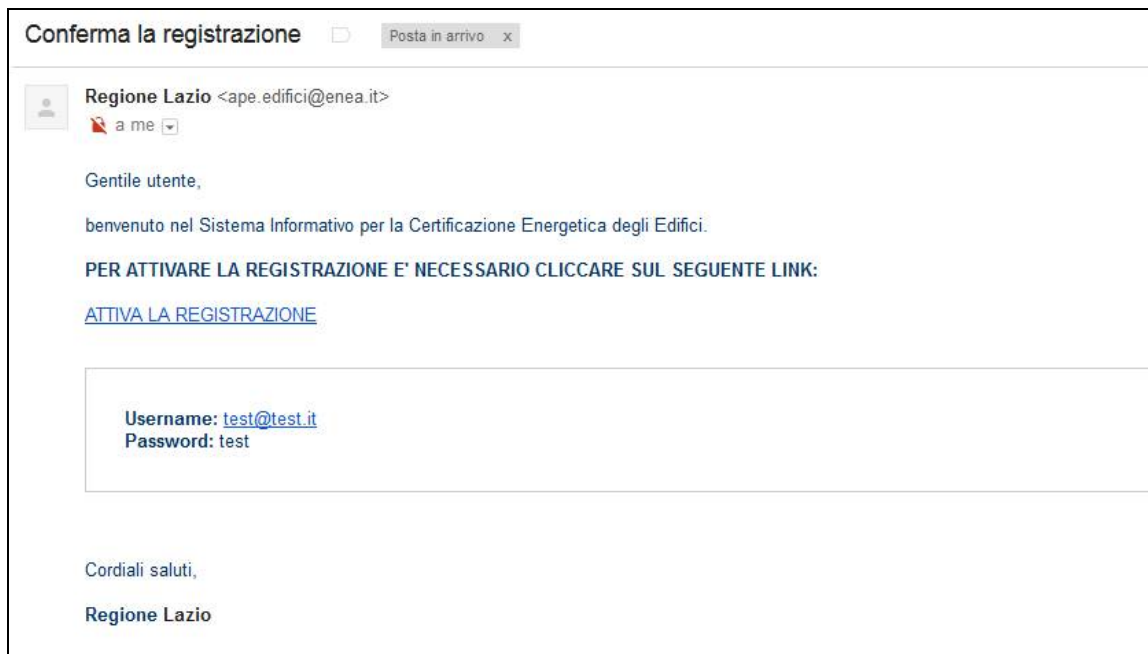 Conferma la registrazione Posta in arrivo x
Regione Lazio <ape.edifici@enea.it>
a me
Gentile utente,
benvenuto nel Sistema Informativo per la Certificazione Energetica degli Edifici.
PER ATTIVARE LA REGISTRAZIONE E' NECESSARIO CLICCARE SUL SEGUENTE LINK:
ATTIVA LA REGISTRAZIONE
Username: test@test.it
Password: test
Cordiali saluti,
Regione Lazio